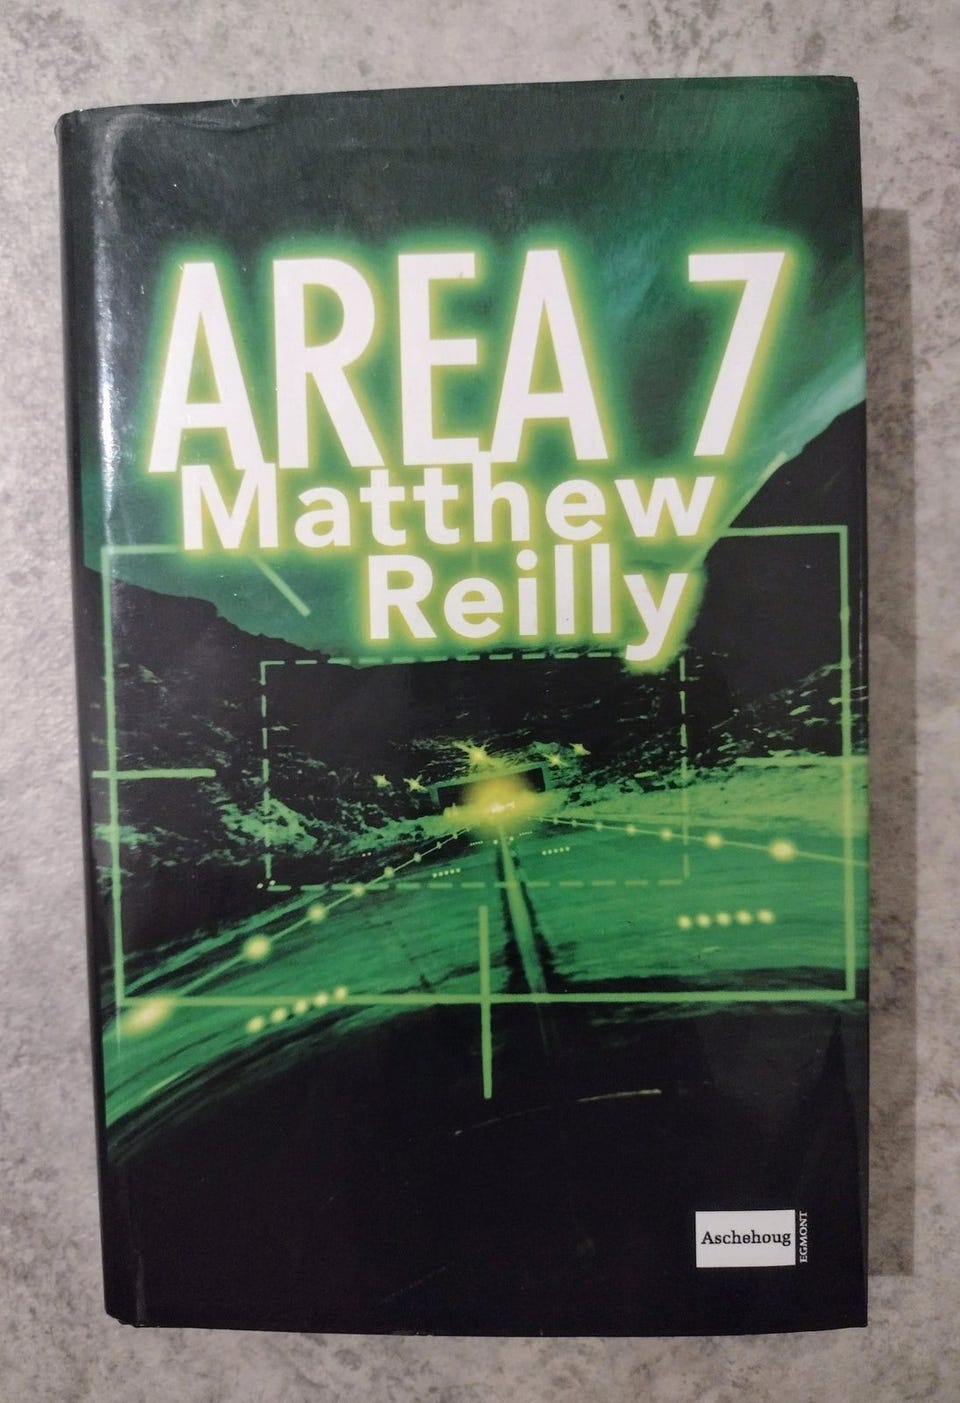 AREA 7
Matthew
Reilly
Aschehoug
EGMONT